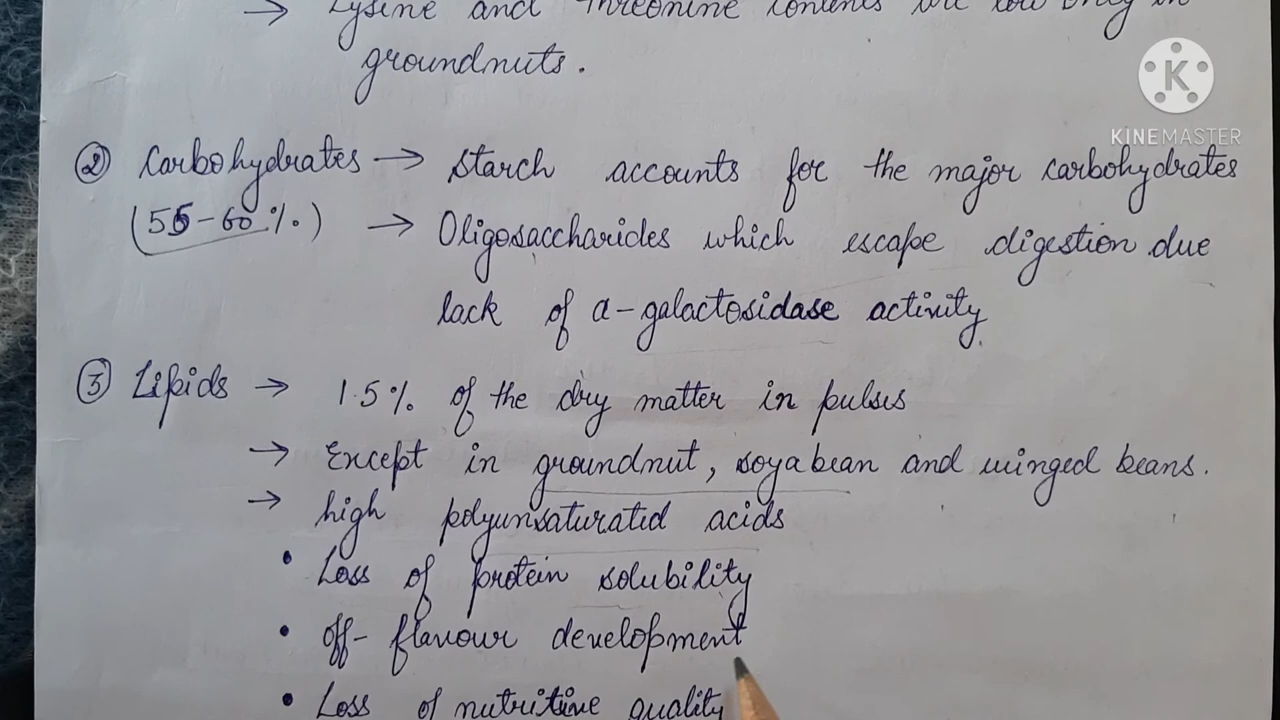 → Lysine and threonine contents are low only in
groundnuts.
② Carbohydrates → Starch accounts for the major carbohydrates
(55-60%) → Oligosaccharides which escape digestion due
lack of α-galactosidase activity.
③ Lipids → 1.5% of the dry matter in pulses
→ Except in groundnut, soyabean and winged beans.
→ high polyunsaturated acids
• Loss of protein solubility
• off-flavour development
• Loss of nutritive quality
K
KINEMASTER